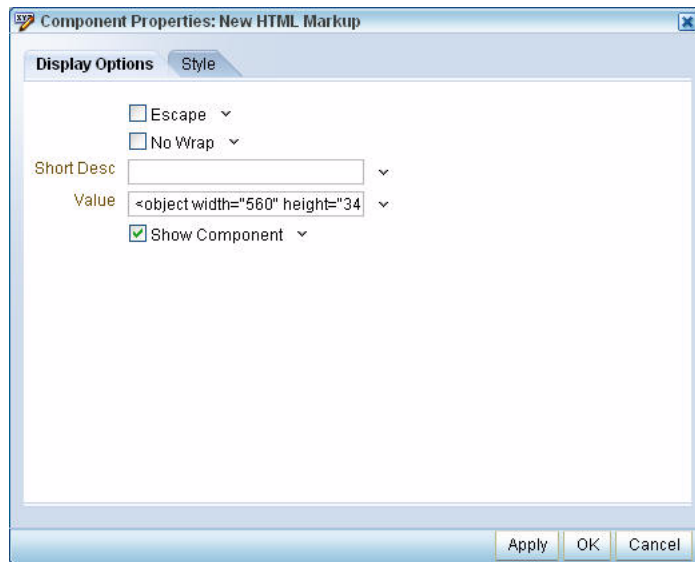 Component Properties: New HTML Markup
Display Options Style
Escape
No Wrap
Short Desc
Value <object width="560" height="34
Show Component
Apply OK Cancel